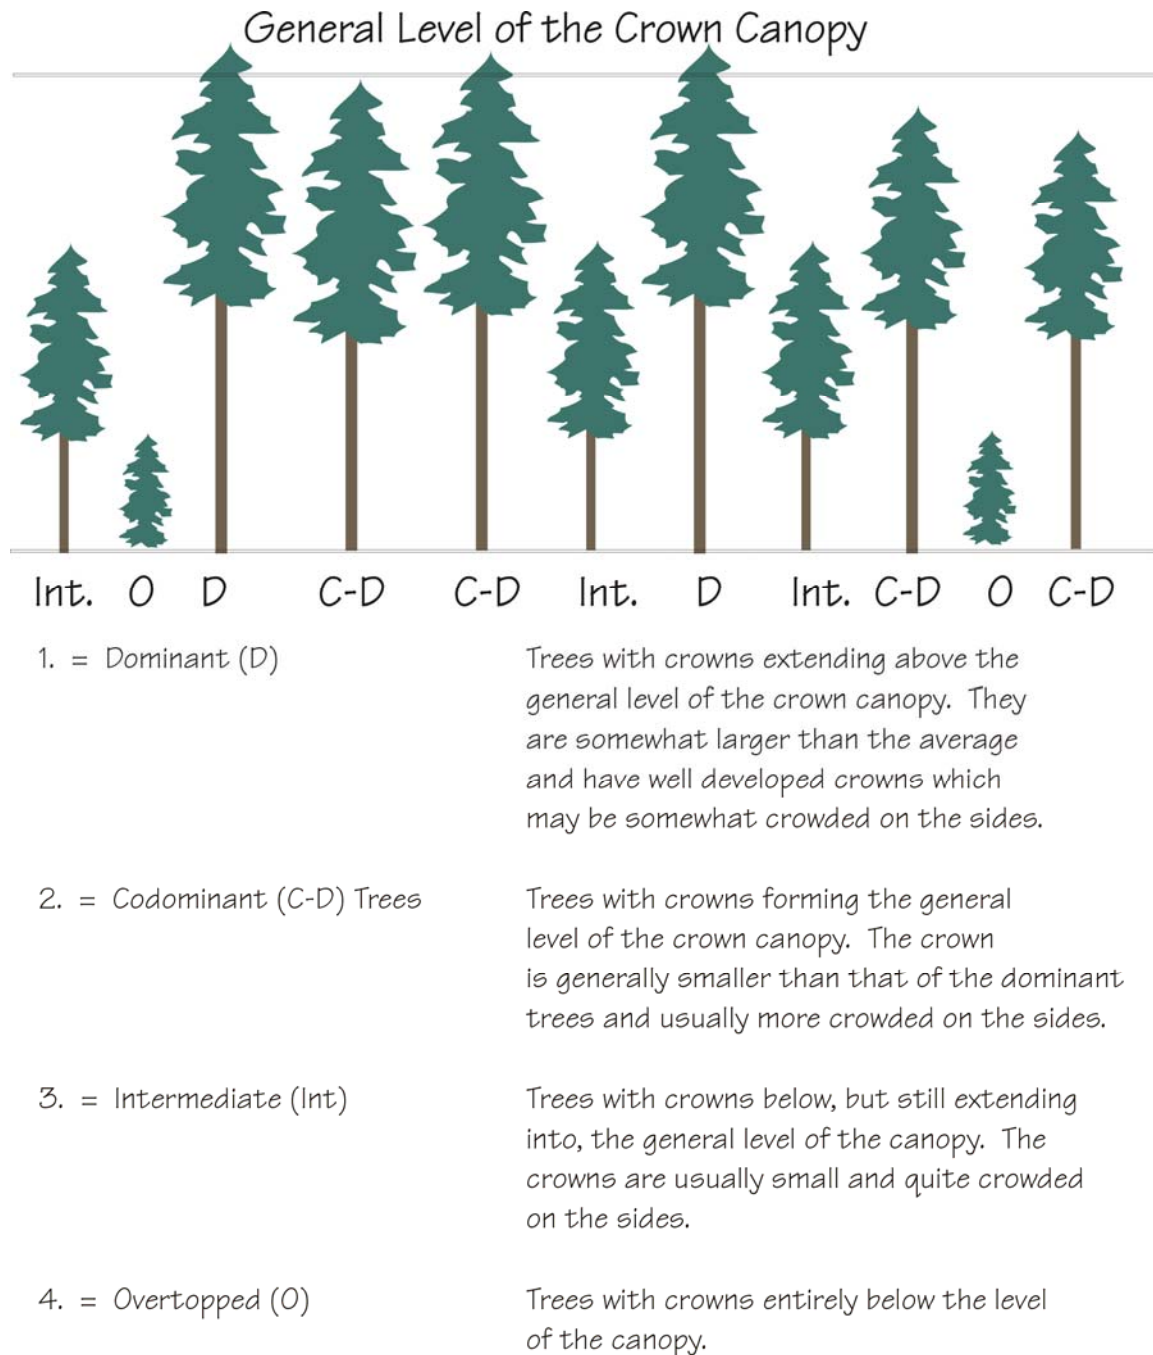 General Level of the Crown Canopy
Int. O D C-D C-D Int. D Int. C-D O C-D
1. = Dominant (D) Trees with crowns extending above the
general level of the crown canopy. They
are somewhat larger than the average
and have well developed crowns which
may be somewhat crowded on the sides.
2. = Codominant (C-D) Trees Trees with crowns forming the general
level of the crown canopy. The crown
is generally smaller than that of the dominant
trees and usually more crowded on the sides.
3. = Intermediate (Int) Trees with crowns below, but still extending
into, the general level of the canopy. The
crowns are usually small and quite crowded
on the sides.
4. = Overtopped (O) Trees with crowns entirely below the level
of the canopy.